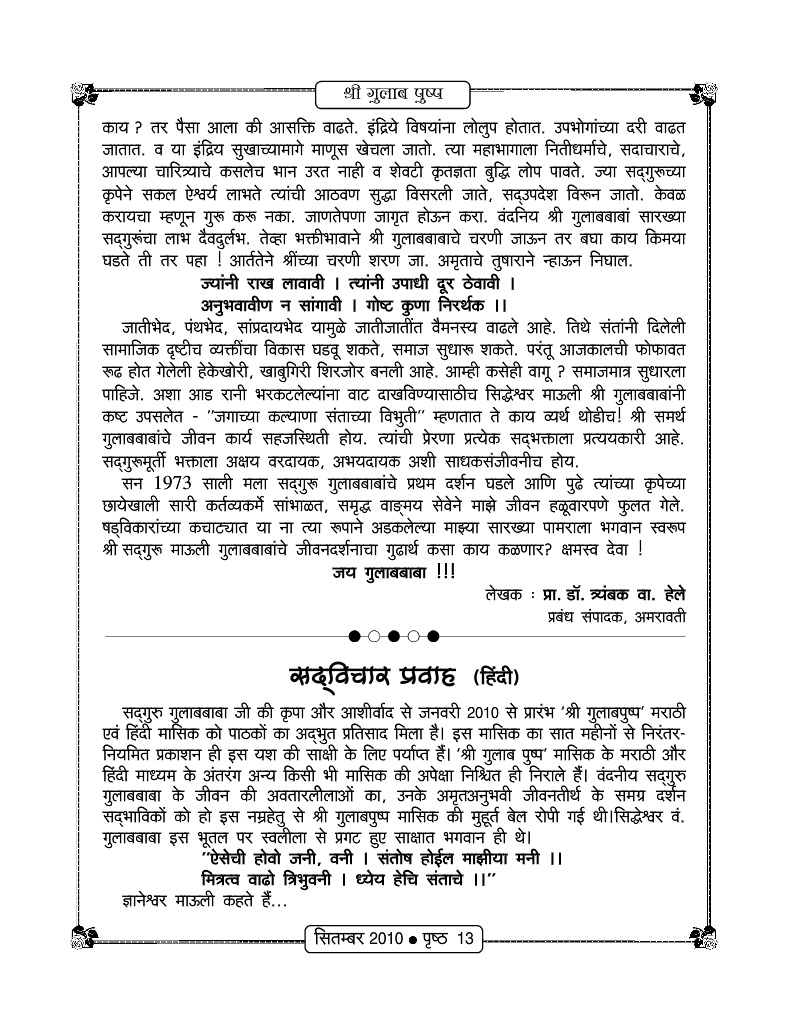 श्री गुलाब पुष्प
काय ? तर पैसा आला की आसक्ति वाढते. इंद्रिये विषयांना लोलुप होतात. उपभोगांच्या दरी वाढत
जातात. व या इंद्रिय सुखाच्यामागे माणूस खेचला जातो. त्या महाभागाला नितीधर्माचे, सदाचाराचे,
आपल्या चारित्र्याचे कसलेच भान उरत नाही व शेवटी कृतज्ञता बुद्धि लोप पावते. ज्या सद्‌गुरूच्या
कृपेने सकल ऐश्वर्य लाभते त्यांची आठवण सुद्धा विसरली जाते, सद्‌उपदेश विरून जातो. केवळ
करायचा म्हणून गुरू करू नका. जाणतेपणा जागृत होऊन करा. वंदनिय श्री गुलाबबाबां सारख्या
सद्‌गुरूंचा लाभ दैवदुर्लभ. तेव्हा भक्तीभावाने श्री गुलाबबाबाचे चरणी जाऊन तर बघा काय किमया
घडते ती तर पहा ! आर्ततेने श्रींच्या चरणी शरण जा. अमृताचे तुषाराने न्हाऊन निघाल.
ज्यांनी राख लावावी । त्यांनी उपाधी दूर ठेवावी ।
अनुभवावीण न सांगावी । गोष्ट कुणा निरर्थक ।।
जातीभेद, पंथभेद, सांप्रदायभेद यामुळे जातीजातींत वैमनस्य वाढले आहे. तिथे संतांनी दिलेली
सामाजिक दृष्टीच व्यक्तींचा विकास घडवू शकते, समाज सुधारू शकते. परंतू आजकालची फोफावत
रूढ होत गेलेली हेकेखोरी, खाबुगिरी शिरजोर बनली आहे. आम्ही कसेही वागू ? समाजमात्र सुधारला
पाहिजे. अशा आड रानी भरकटलेल्यांना वाट दाखविण्यासाठीच सिद्धेश्वर माऊली श्री गुलाबबाबांनी
कष्ट उपसलेत - ”जगाच्या कल्याणा संताच्या विभुती” म्हणतात ते काय व्यर्थ थोडीच! श्री समर्थ
गुलाबबाबांचे जीवन कार्य सहजस्थिती होय. त्यांची प्रेरणा प्रत्येक सद्‌भक्ताला प्रत्ययकारी आहे.
सद्‌गुरूमूर्ती भक्ताला अक्षय वरदायक, अभयदायक अशी साधकसंजीवनीच होय.
सन 1973 साली मला सद्‌गुरू गुलाबबाबांचे प्रथम दर्शन घडले आणि पुढे त्यांच्या कृपेच्या
छायेखाली सारी कर्तव्यकर्मे सांभाळत, समृद्ध वाङ्‌मय सेवेने माझे जीवन हळूवारपणे फुलत गेले.
षड्‌विकारांच्या कचाट्यात या ना त्या रूपाने अडकलेल्या माझ्या सारख्या पामराला भगवान स्वरूप
श्री सद्‌गुरू माऊली गुलाबबाबांचे जीवनदर्शनाचा गुढार्थ कसा काय कळणार? क्षमस्व देवा !
जय गुलाबबाबा !!!
लेखक : प्रा. डॉ. त्र्यंबक वा. हेले
प्रबंध संपादक, अमरावती
सद्‌विचार प्रवाह (हिंदी)
सद्‌गुरु गुलाबबाबा जी की कृपा और आशीर्वाद से जनवरी 2010 से प्रारंभ ‘श्री गुलाबपुष्प’ मराठी
एवं हिंदी मासिक को पाठकों का अद्‌भुत प्रतिसाद मिला है। इस मासिक का सात महीनों से निरंतर-
नियमित प्रकाशन ही इस यश की साक्षी के लिए पर्याप्त हैं। ‘श्री गुलाब पुष्प’ मासिक के मराठी और
हिंदी माध्यम के अंतरंग अन्य किसी भी मासिक की अपेक्षा निश्चित ही निराले हैं। वंदनीय सद्‌गुरु
गुलाबबाबा के जीवन की अवतारलीलाओं का, उनके अमृतअनुभवी जीवनतीर्थ के समग्र दर्शन
सद्‌भाविकों को हो इस नम्रहेतु से श्री गुलाबपुष्प मासिक की मुहूर्त बेल रोपी गई थी।सिद्धेश्वर वं.
गुलाबबाबा इस भूतल पर स्वलीला से प्रगट हुए साक्षात भगवान ही थे।
”ऐसेची होवो जनी, वनी । संतोष होईल माझीया मनी ।।
मित्रत्व वाढो त्रिभुवनी । ध्येय हेचि संताचे ।।”
ज्ञानेश्वर माऊली कहते हैं...
सितम्बर 2010 ● पृष्ठ 13